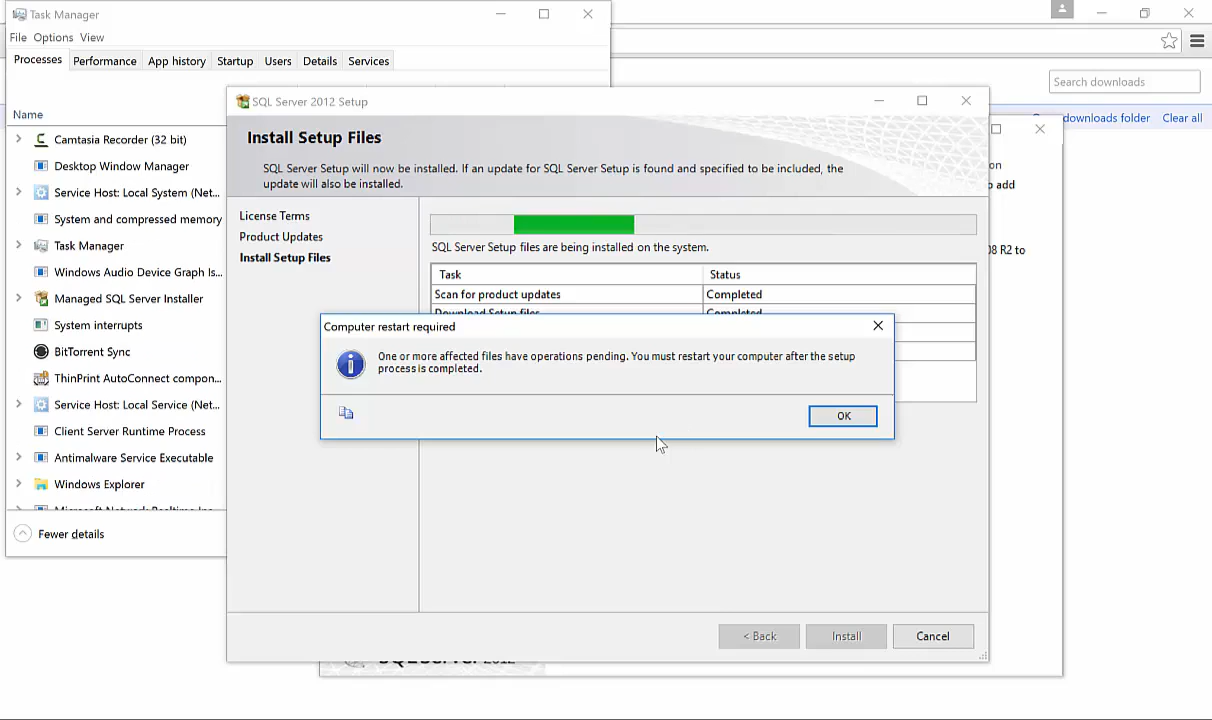 Task Manager
File Options View
Processes Performance App history Startup Users Details Services
Name
Camtasia Recorder (32 bit)
Desktop Window Manager
Service Host: Local System (Net...
System and compressed memory
Task Manager
Windows Audio Device Graph Is...
Managed SQL Server Installer
System interrupts
BitTorrent Sync
ThinPrint AutoConnect compon...
Service Host: Local Service (Net...
Client Server Runtime Process
Antimalware Service Executable
Windows Explorer
Fewer details
Search downloads
downloads folder Clear all
on
add
R2 to
SQL Server 2012 Setup
Install Setup Files
SQL Server Setup will now be installed. If an update for SQL Server Setup is found and specified to be included, the
update will also be installed.
License Terms
Product Updates
Install Setup Files
SQL Server Setup files are being installed on the system.
Task Status
Scan for product updates Completed
Download Setup files Completed
Computer restart required
One or more affected files have operations pending. You must restart your computer after the setup
process is completed.
OK
< Back Install Cancel